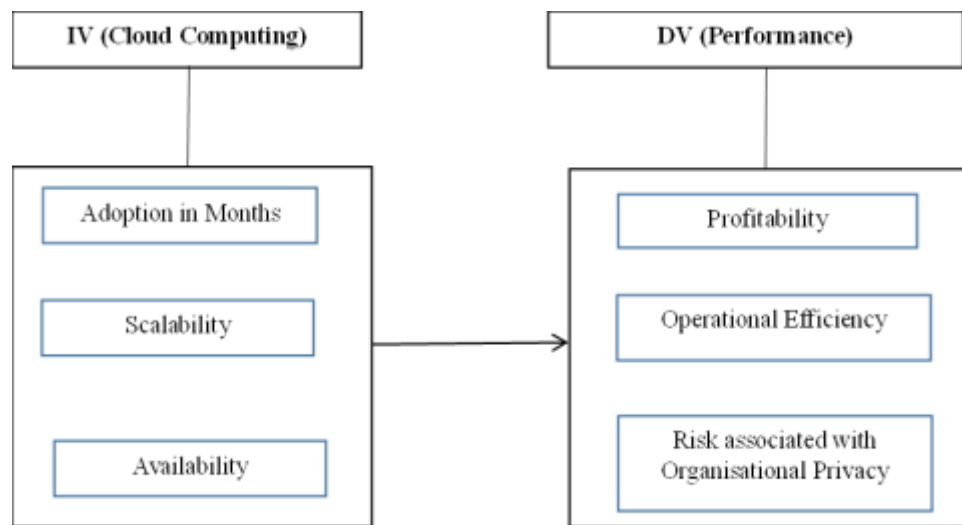 IV (Cloud Computing)
DV (Performance)
Adoption in Months
Scalability
Availability
Profitability
Operational Efficiency
Risk associated with
Organisational Privacy